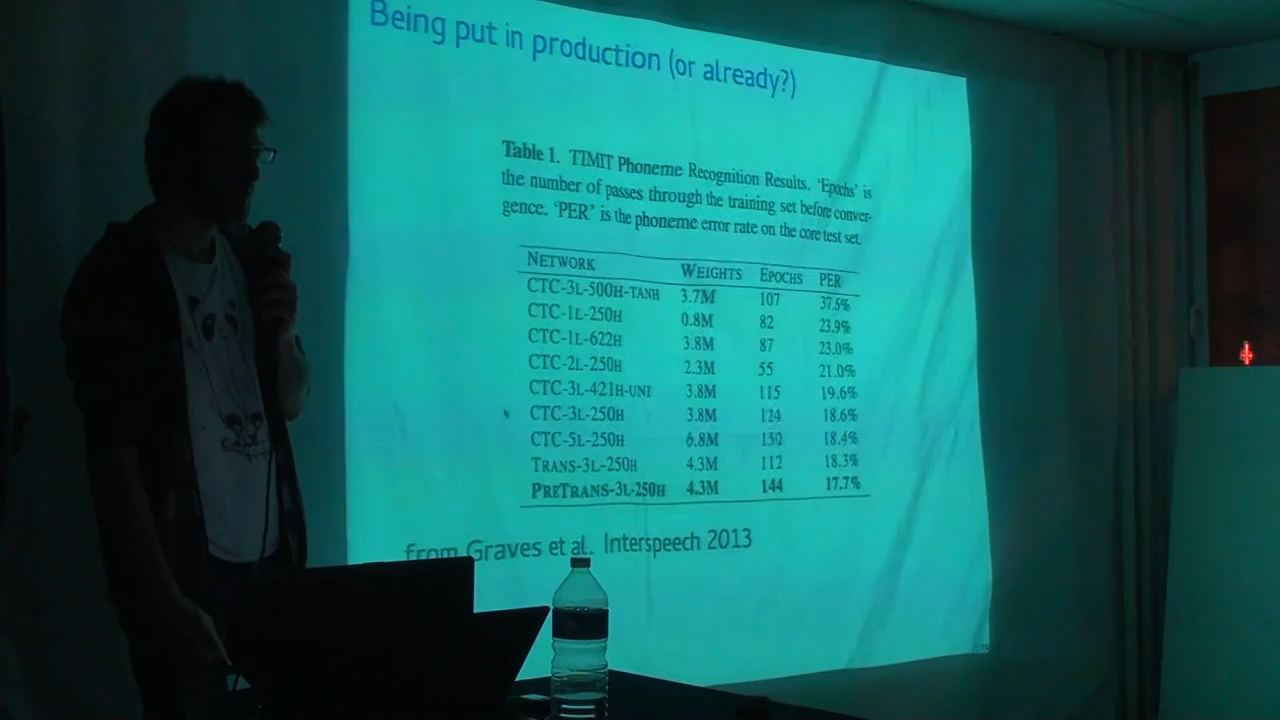 Being put in production (or already?)
Table 1. TIMIT Phoneme Recognition Results. ‘Epochs’ is
the number of passes through the training set before conver-
gence. ‘PER’ is the phoneme error rate on the core test set.
NETWORK WEIGHTS EPOCHS PER
CTC-3L-500H-TANH 3.7M 107 37.6%
CTC-1L-250H 0.8M 82 23.9%
CTC-1L-622H 3.8M 87 23.0%
CTC-2L-250H 2.3M 55 21.0%
CTC-3L-421H-UNI 3.8M 115 19.6%
CTC-3L-250H 3.8M 124 18.6%
CTC-5L-250H 6.8M 150 18.4%
TRANS-3L-250H 4.3M 112 18.3%
PRETRANS-3L-250H 4.3M 144 17.7%
from Graves et al. Interspeech 2013